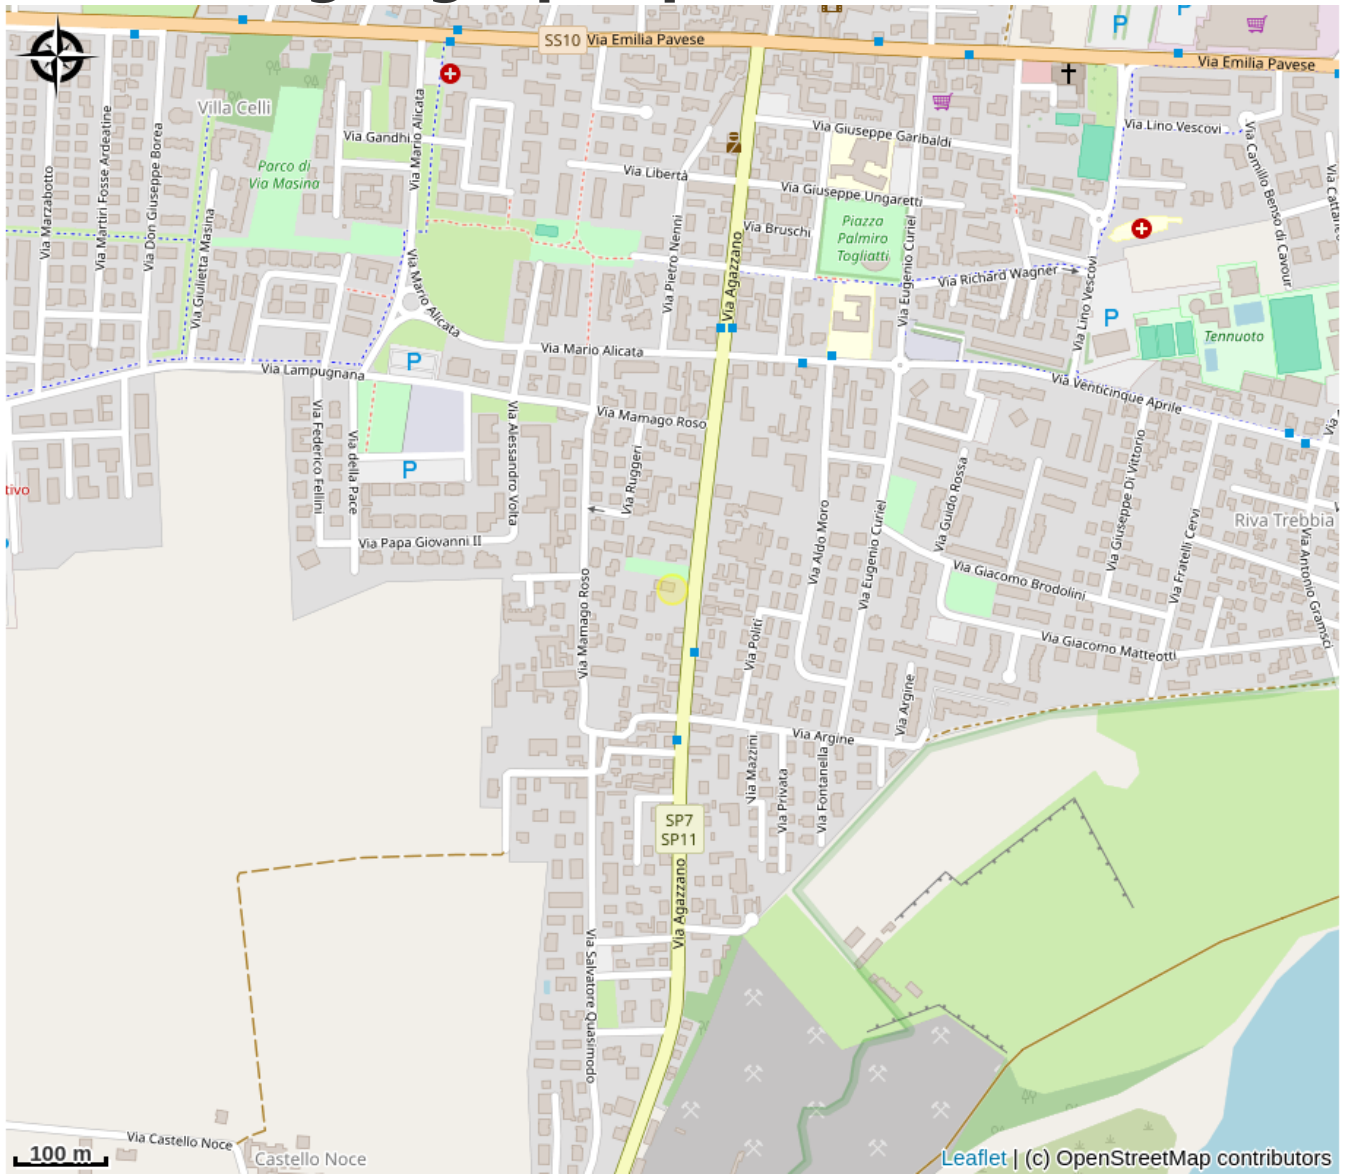 SS10
Via Emilia Pavese
Via Emilia Pavese
P
P
Villa Celli
Via Gandhi
Via Mario Alicata
Via Giuseppe Garibaldi
Via Lino Vescovi
Via Marzabotto
Via Martiri Fosse Ardeatine
Via Don Giuseppe Borea
Parco di
Via Masina
Via Libertà
Via Giuseppe Ungaretti
Via Camillo Benso di Cavour
Via Giulietta Masina
Via Pietro Nenni
Via Bruschi
Piazza
Palmiro
Togliatti
Via Eugenio Curiel
Via Agazzano
Via Richard Wagner
Via Lino Vescovi
Via Mario Alicata
P
Tennuoto
Via Mario Alicata
Via Lampugnana
P
Via Venticinque Aprile
Via Mamago Roso
Via Federico Fellini
Via della Pace
Via Alessandro Volta
Via Ruggeri
P
tivo
Via Papa Giovanni II
Via Aldo Moro
Via Eugenio Curiel
Via Guido Rossa
Via Giuseppe Di Vittorio
Via Fratelli Cervi
Riva Trebbia
Via Antonio Gramsci
Via Giacomo Brodolini
Via Mamago Roso
Via Politi
Via Giacomo Matteotti
Via Argine
Via Argine
Via Mazzini
Via Privata
Via Fontanella
SP7
SP11
Via Agazzano
Via Salvatore Quasimodo
Via Castello Noce
Castello Noce
100 m
Leaflet | (c) OpenStreetMap contributors